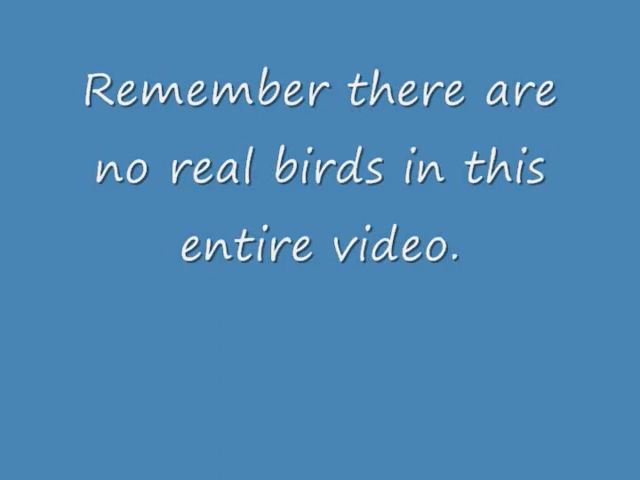 Remember there are
no real birds in this
entire video.